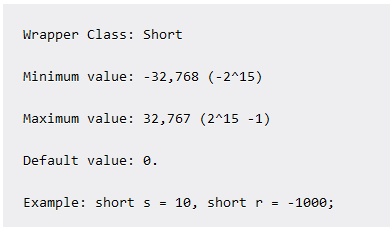 Wrapper Class: Short
Minimum value: -32,768 (-2^15)
Maximum value: 32,767 (2^15 -1)
Default value: 0.
Example: short s = 10, short r = -1000;